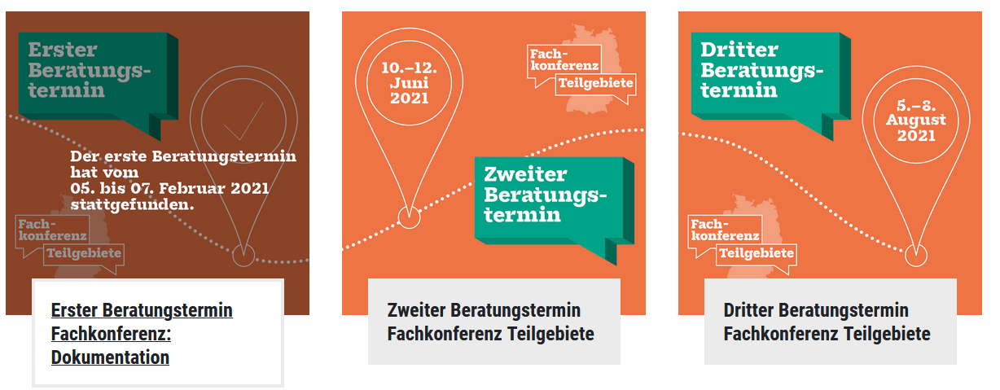 Erster
Beratungs-
termin
Der erste Beratungstermin
hat vom
05. bis 07. Februar 2021
stattgefunden.
Fach-
konferenz
Teilgebiete
Erster Beratungstermin
Fachkonferenz:
Dokumentation
10.–12.
Juni
2021
Fach-
konferenz
Teilgebiete
Zweiter
Beratungs-
termin
Zweiter Beratungstermin
Fachkonferenz Teilgebiete
Dritter
Beratungs-
termin
5.–8.
August
2021
Fach-
konferenz
Teilgebiete
Dritter Beratungstermin
Fachkonferenz Teilgebiete